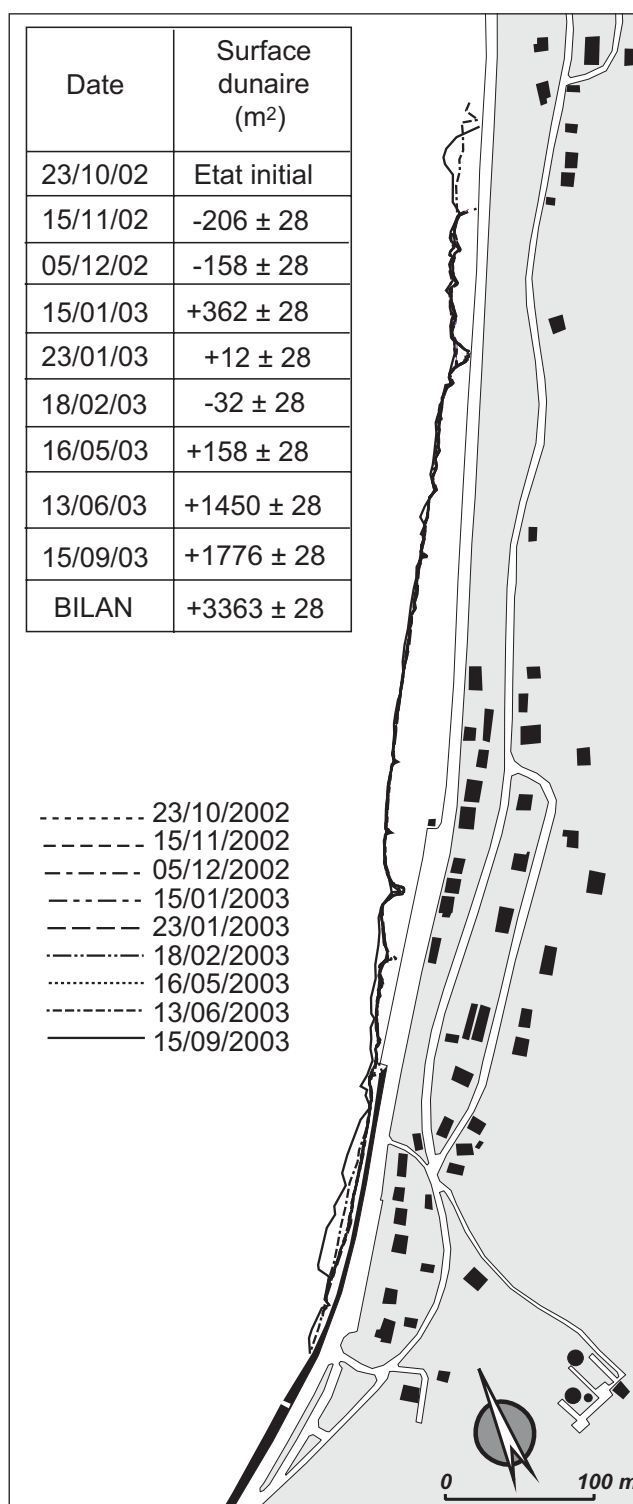 Date
Surface
dunaire
(m²)
23/10/02 Etat initial
15/11/02 -206 ± 28
05/12/02 -158 ± 28
15/01/03 +362 ± 28
23/01/03 +12 ± 28
18/02/03 -32 ± 28
16/05/03 +158 ± 28
13/06/03 +1450 ± 28
15/09/03 +1776 ± 28
BILAN +3363 ± 28
23/10/2002
15/11/2002
05/12/2002
15/01/2003
23/01/2003
18/02/2003
16/05/2003
13/06/2003
15/09/2003
0 100 m